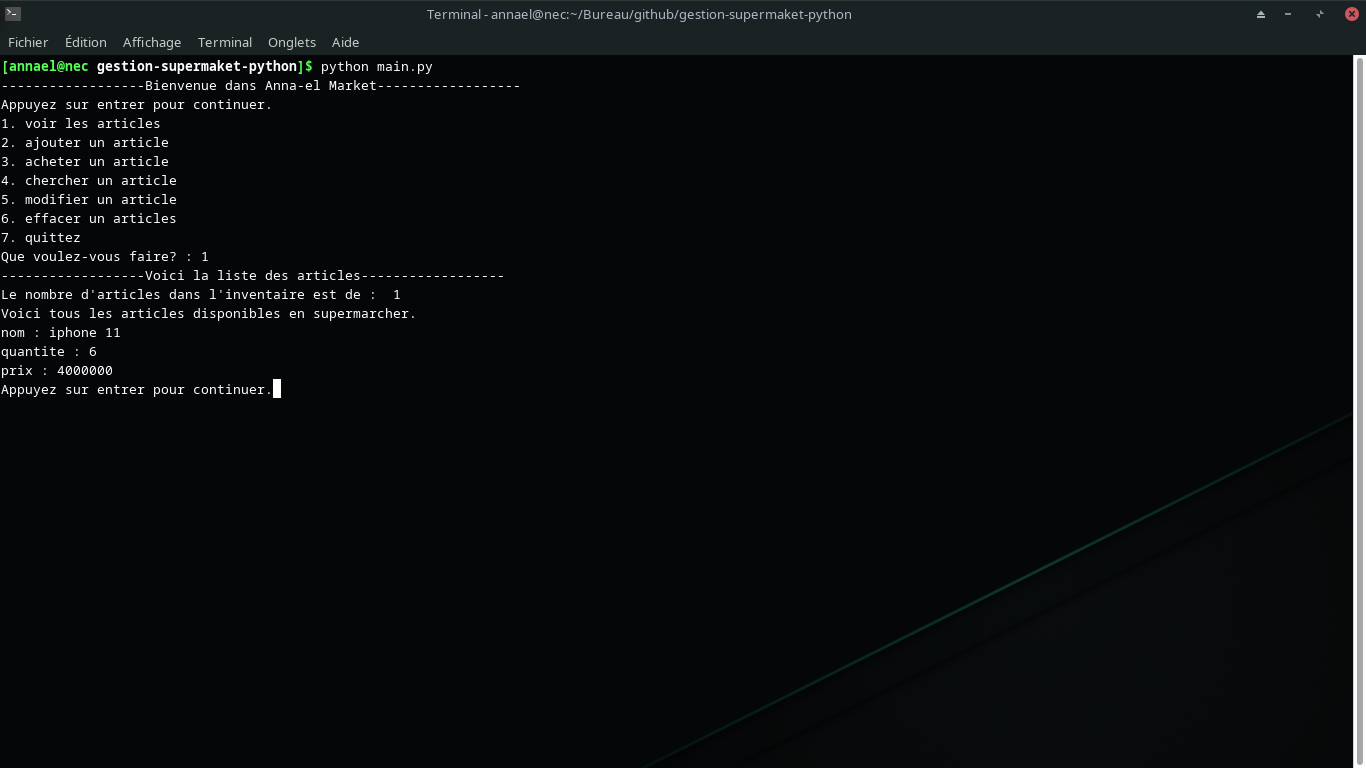 Terminal - annael@nec:~/Bureau/github/gestion-supermaket-python
Fichier Édition Affichage Terminal Onglets Aide
[annael@nec gestion-supermaket-python]$ python main.py
------------------Bienvenue dans Anna-el Market------------------
Appuyez sur entrer pour continuer.
1. voir les articles
2. ajouter un article
3. acheter un article
4. chercher un article
5. modifier un article
6. effacer un articles
7. quittez
Que voulez-vous faire? : 1
------------------Voici la liste des articles------------------
Le nombre d'articles dans l'inventaire est de :  1
Voici tous les articles disponibles en supermarcher.
nom : iphone 11
quantite : 6
prix : 4000000
Appuyez sur entrer pour continuer.